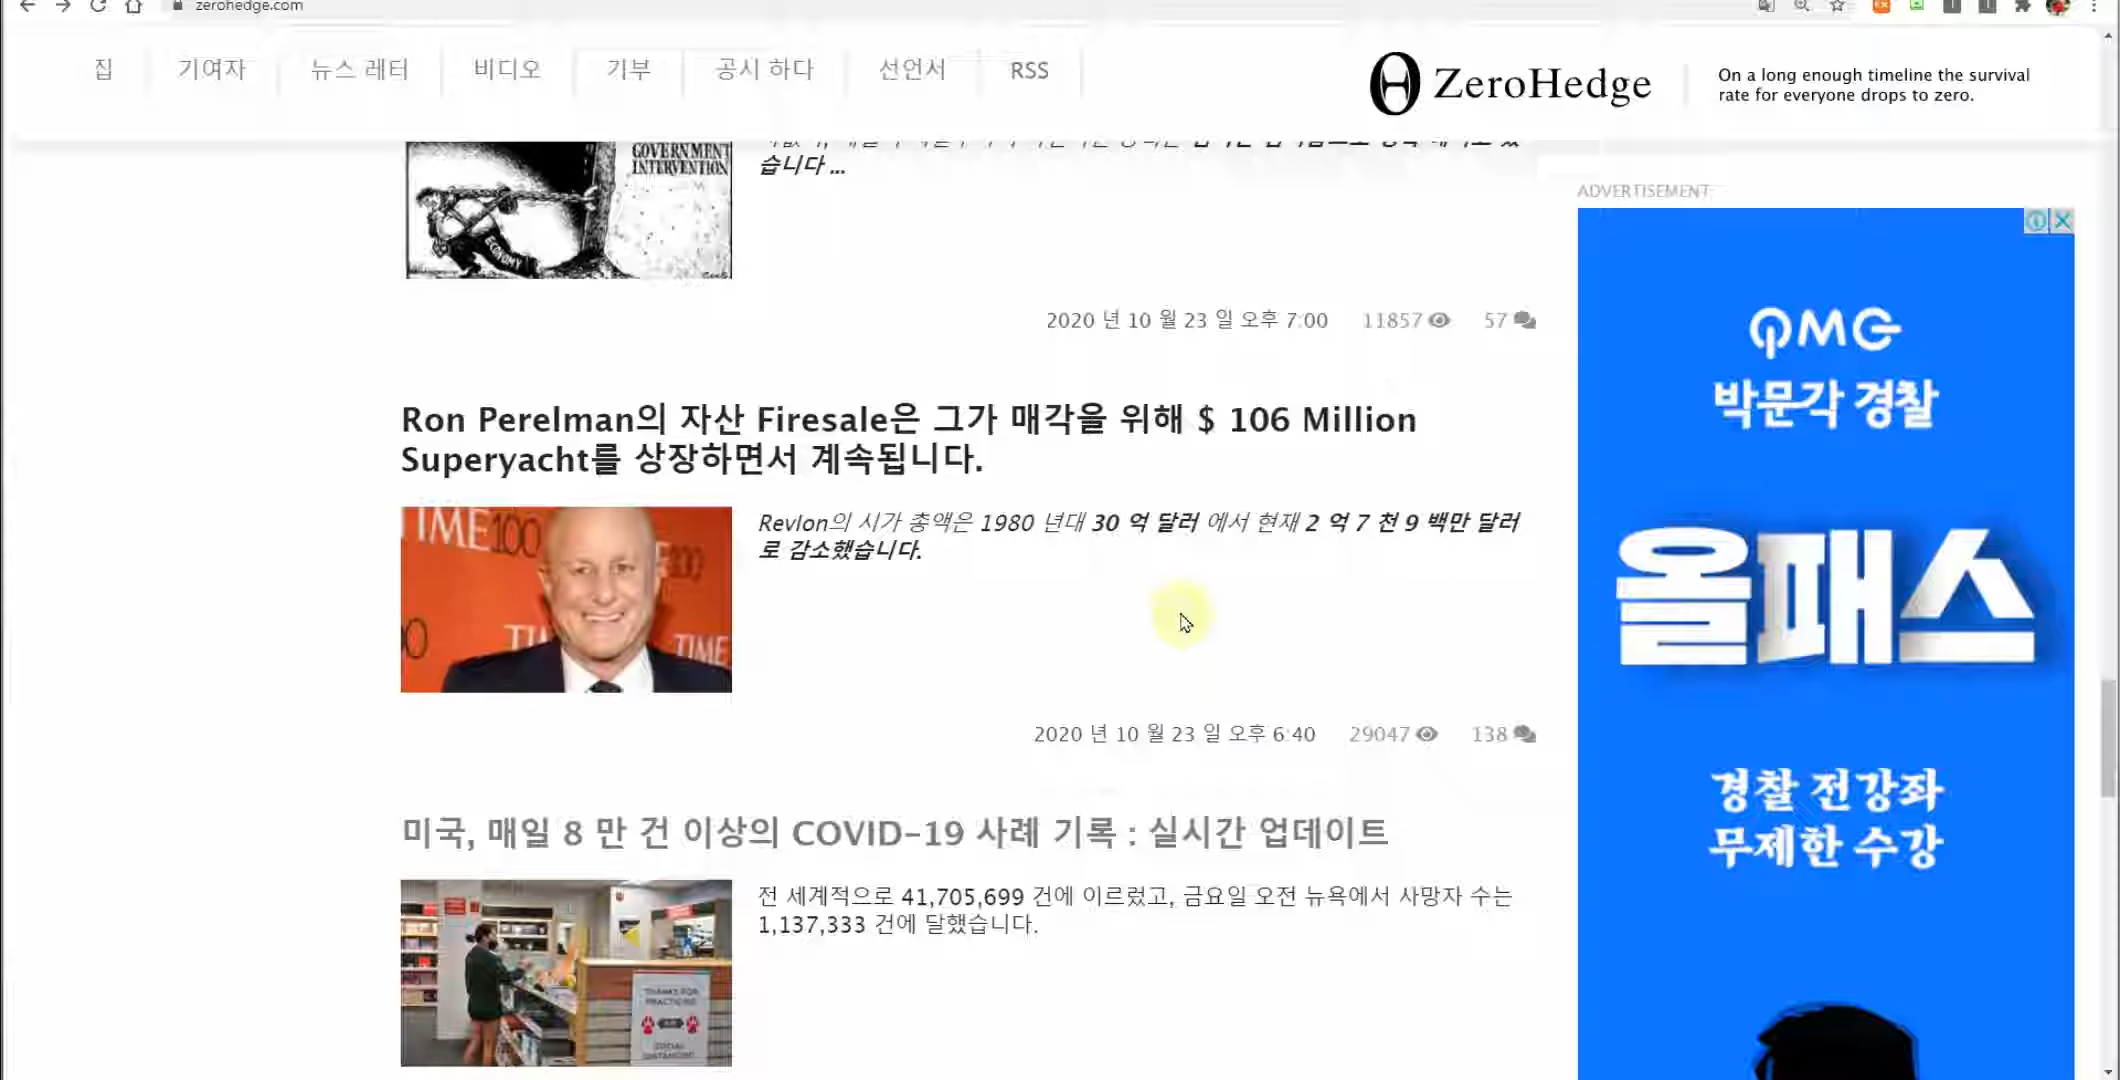 zerohedge.com
집 기여자 뉴스 레터 비디오 기부 공시 하다 선언서 RSS
ZeroHedge
On a long enough timeline the survival
rate for everyone drops to zero.
GOVERNMENT
INTERVENTION
ECONOMY
습니다 ...
2020 년 10 월 23 일 오후 7:00 11857 57
Ron Perelman의 자산 Firesale은 그가 매각을 위해 $ 106 Million
Superyacht를 상장하면서 계속됩니다.
TIME 100
TIME
Revlon의 시가 총액은 1980 년대 30 억 달러 에서 현재 2 억 7 천 9 백만 달러
로 감소했습니다.
2020 년 10 월 23 일 오후 6:40 29047 138
미국, 매일 8 만 건 이상의 COVID-19 사례 기록 : 실시간 업데이트
전 세계적으로 41,705,699 건에 이르렀고, 금요일 오전 뉴욕에서 사망자 수는
1,137,333 건에 달했습니다.
THANKS FOR
PRACTICING
SOCIAL
DISTANCING
ADVERTISEMENT
PMG
박문각 경찰
올패스
경찰 전강좌
무제한 수강